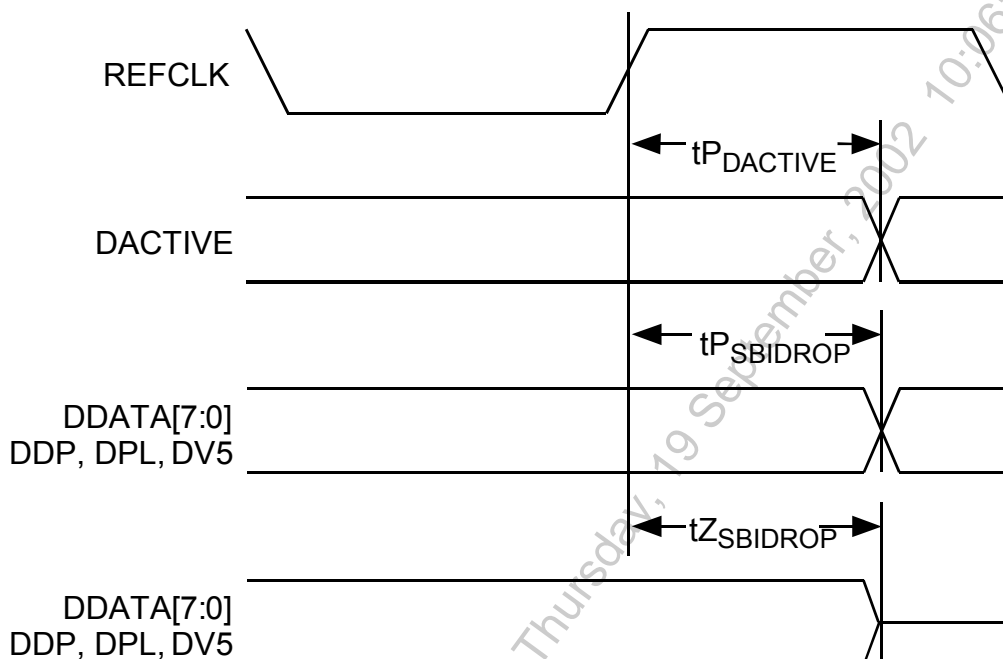 REFCLK
tPDACTIVE
DACTIVE
tPSBIDROP
DDATA[7:0]
DDP, DPL, DV5
tZSBIDROP
DDATA[7:0]
DDP, DPL, DV5
Thursday, 19 September, 2002 10:06